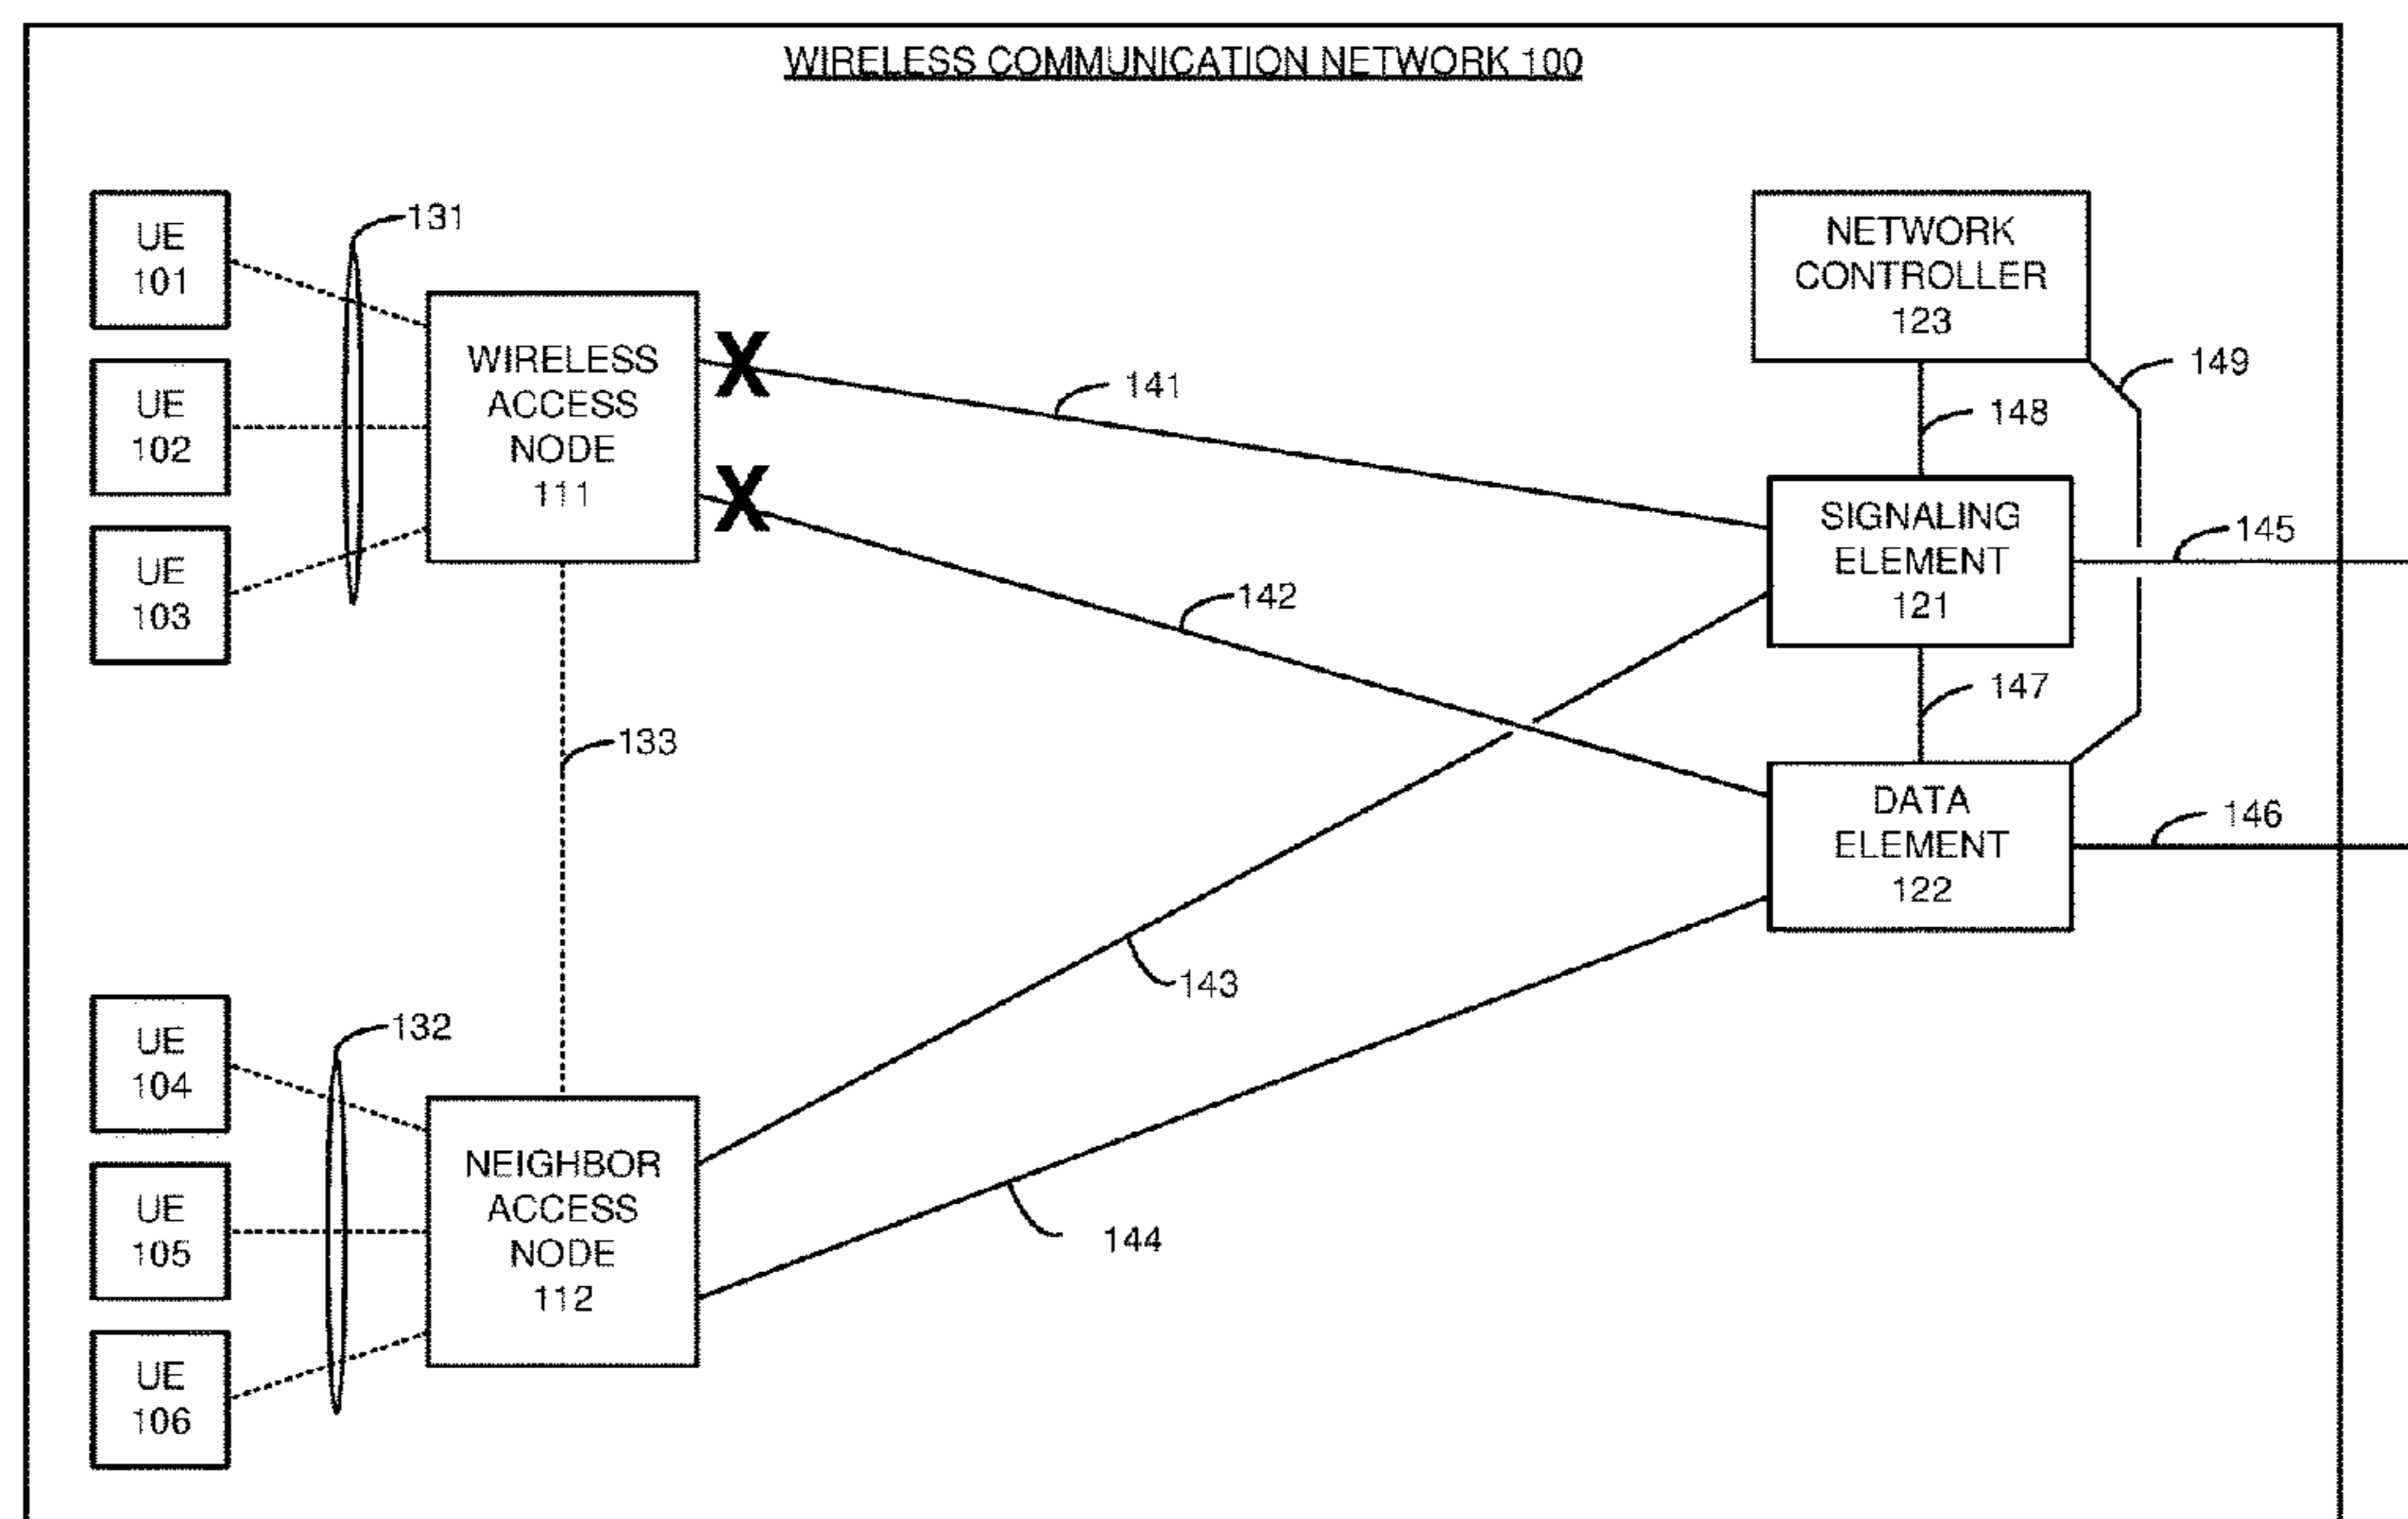 WIRELESS COMMUNICATION NETWORK 100
UE
101
UE
102
UE
103
131
WIRELESS
ACCESS
NODE
111
X
X
141
142
NETWORK
CONTROLLER
123
149
148
SIGNALING
ELEMENT
121
145
147
133
DATA
ELEMENT
122
146
143
144
UE
104
UE
105
UE
106
132
NEIGHBOR
ACCESS
NODE
112